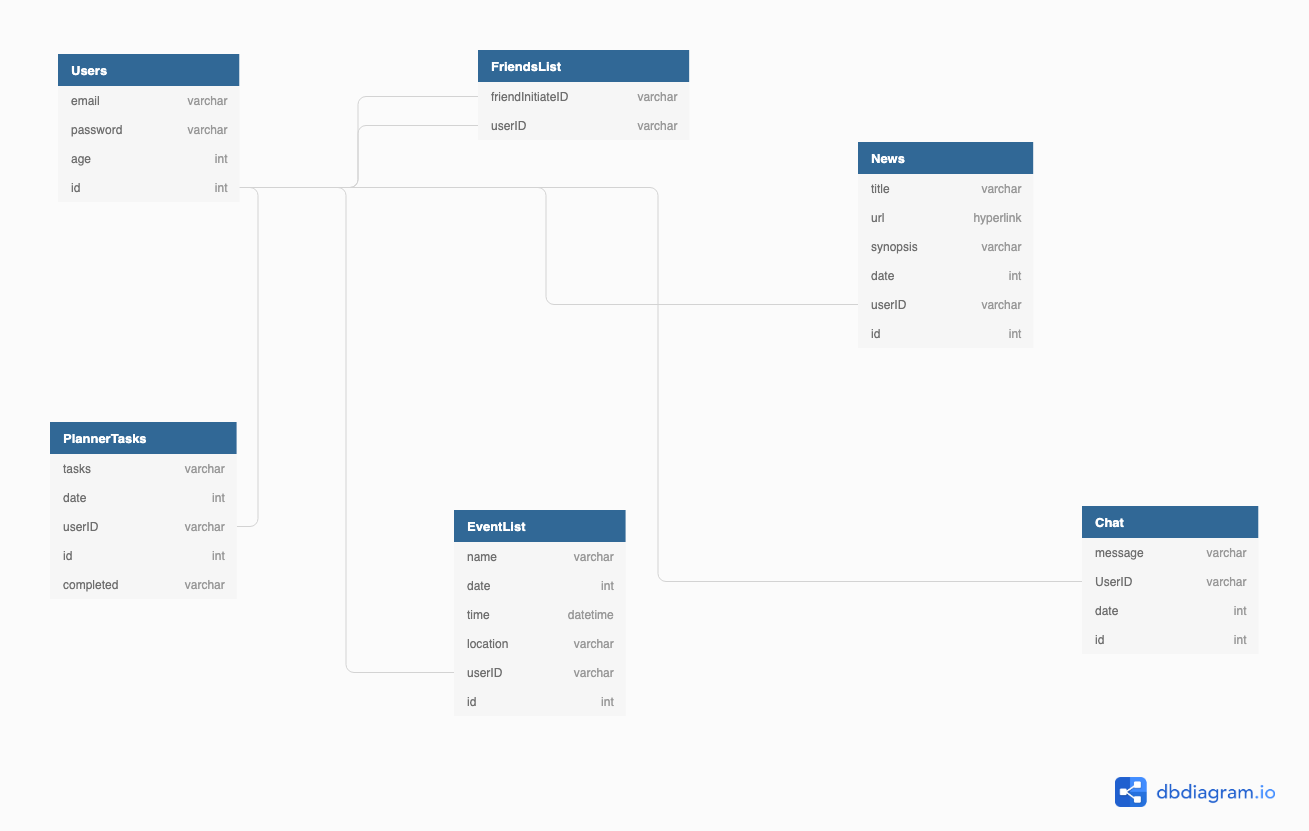 Users
email varchar
password varchar
age int
id int
FriendsList
friendInitiateID varchar
userID varchar
News
title varchar
url hyperlink
synopsis varchar
date int
userID varchar
id int
PlannerTasks
tasks varchar
date int
userID varchar
id int
completed varchar
EventList
name varchar
date int
time datetime
location varchar
userID varchar
id int
Chat
message varchar
UserID varchar
date int
id int
dbdiagram.io